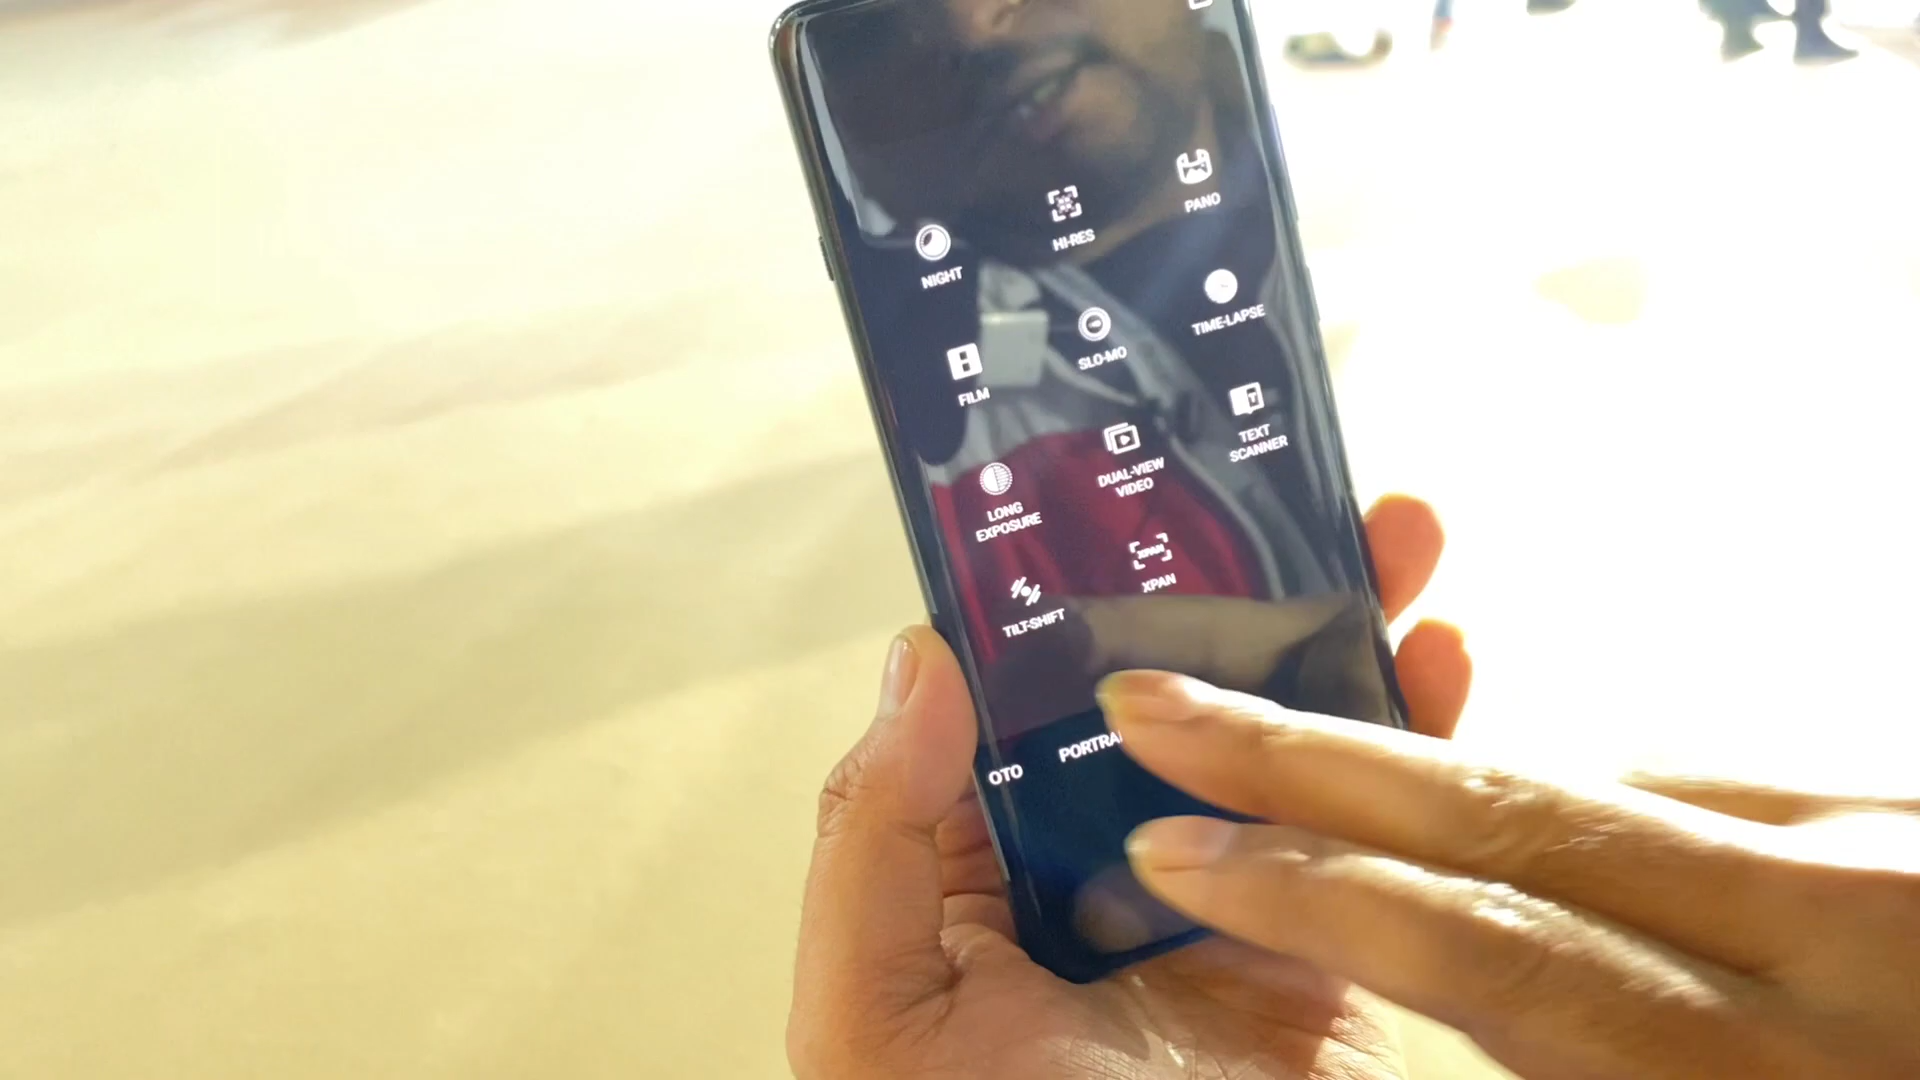 NIGHT
HI-RES
PANO
FILM
SLO-MO
TIME-LAPSE
LONG
EXPOSURE
DUAL-VIEW
VIDEO
TEXT
SCANNER
TILT-SHIFT
XPAN
XPAN
OTO
PORTRA